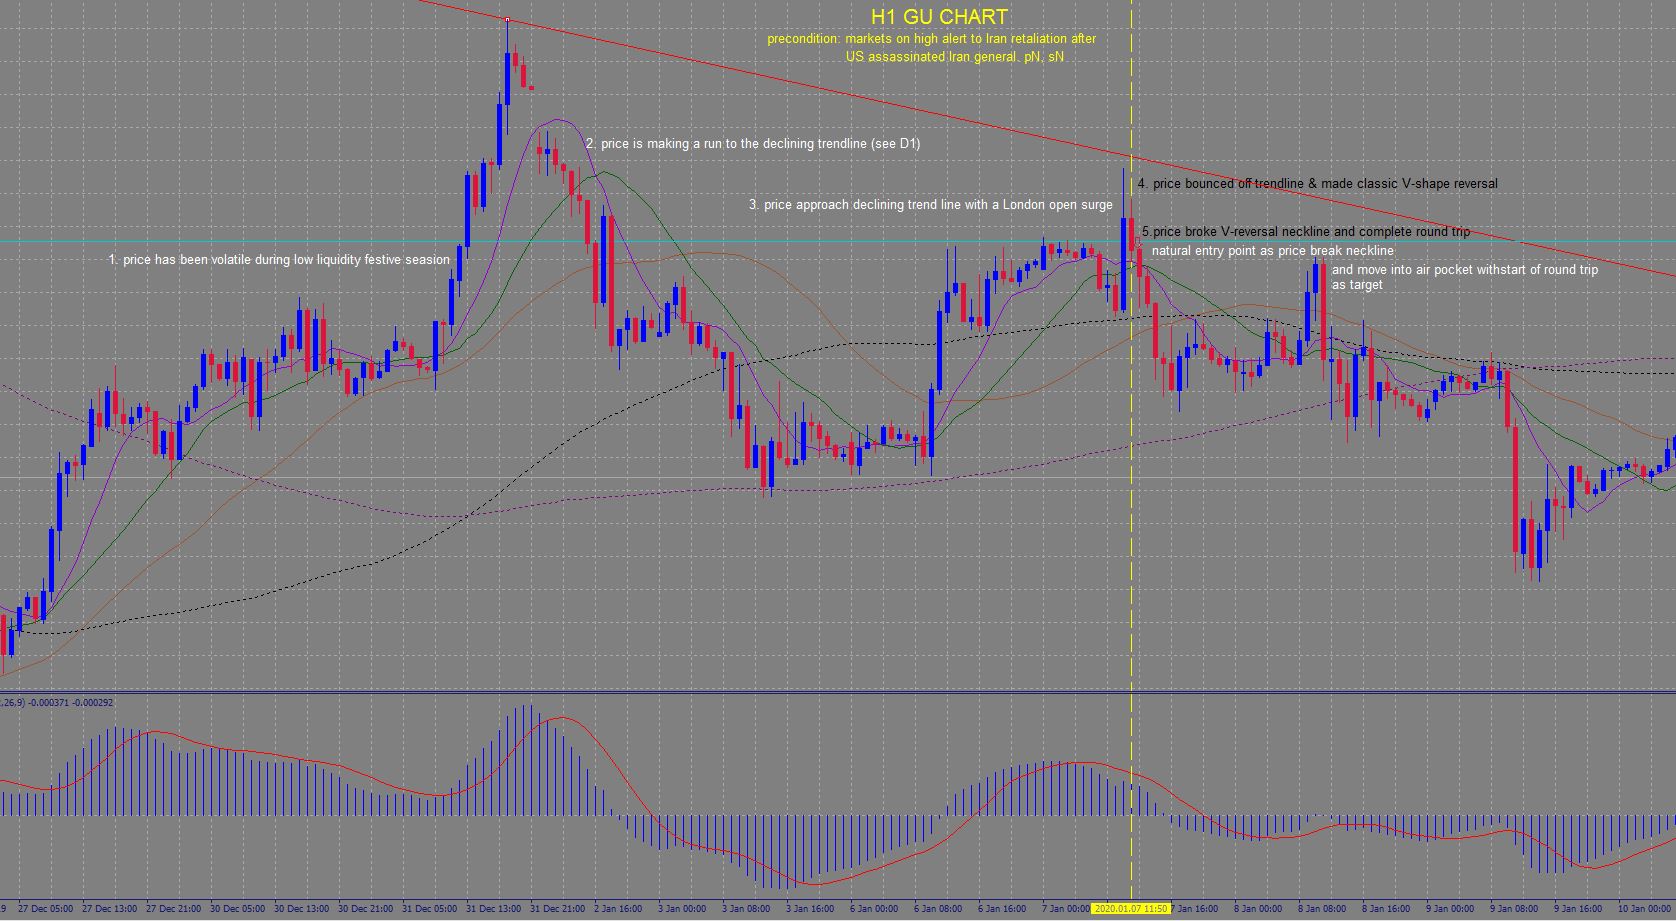 H1 GU CHART
precondition: markets on high alert to Iran retaliation after
US assassinated Iran general. pN, sN
2. price is making a run to the declining trendline (see D1)
4. price bounced off trendline & made classic V-shape reversal
3. price approach declining trend line with a London open surge
5.price broke V-reversal neckline and complete round trip
natural entry point as price break neckline
1. price has been volatile during low liquidity festive seasion
and move into air pocket withstart of round trip
as target
,26,9) -0.000371 -0.000292
9 27 Dec 05:00 27 Dec 13:00 27 Dec 21:00 30 Dec 05:00 30 Dec 13:00 30 Dec 21:00 31 Dec 05:00 31 Dec 13:00 31 Dec 21:00 2 Jan 16:00 3 Jan 00:00 3 Jan 08:00 3 Jan 16:00 6 Jan 00:00 6 Jan 08:00 6 Jan 16:00 7 Jan 00:00 2020.01.07 11:50 7 Jan 16:00 8 Jan 00:00 8 Jan 08:00 8 Jan 16:00 9 Jan 00:00 9 Jan 08:00 9 Jan 16:00 10 Jan 00:00